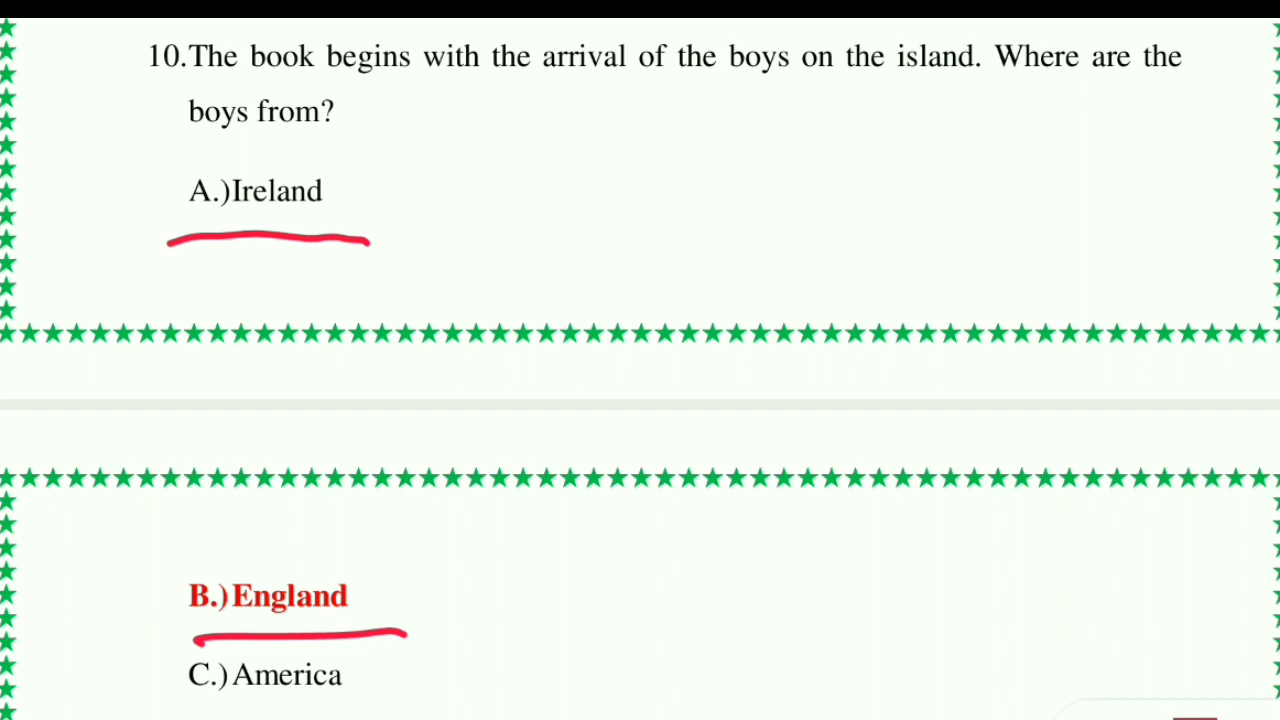 10.The book begins with the arrival of the boys on the island. Where are the
boys from?
A.)Ireland
B.)England
C.)America